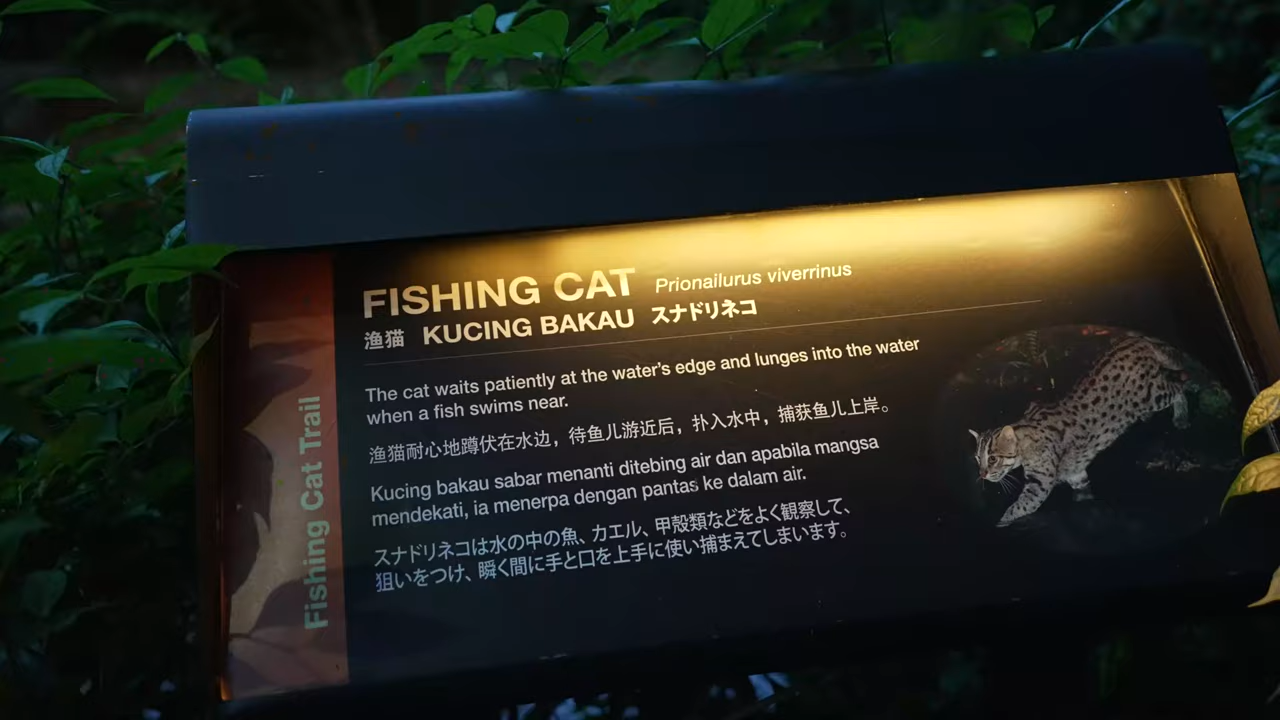 FISHING CAT Prionailurus viverrinus
渔猫 KUCING BAKAU スナドリネコ
The cat waits patiently at the water's edge and lunges into the water
when a fish swims near.
渔猫耐心地蹲伏在水边，待鱼儿游近后，扑入水中，捕获鱼儿上岸。
Kucing bakau sabar menanti ditebing air dan apabila mangsa
mendekati, ia menerpa dengan pantas ke dalam air.
スナドリネコは水の中の魚、カエル、甲殻類などをよく観察して、
狙いをつけ、瞬く間に手と口を上手に使い捕まえてしまいます。
Fishing Cat Trail